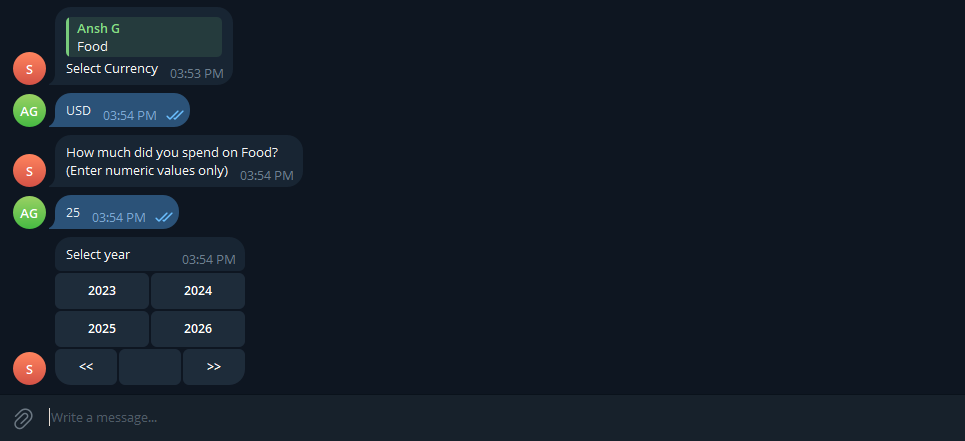 Ansh G
Food
Select Currency 03:53 PM
S
AG
USD 03:54 PM
How much did you spend on Food?
(Enter numeric values only) 03:54 PM
S
AG
25 03:54 PM
Select year 03:54 PM
2023 2024
2025 2026
S
<< >>
Write a message...